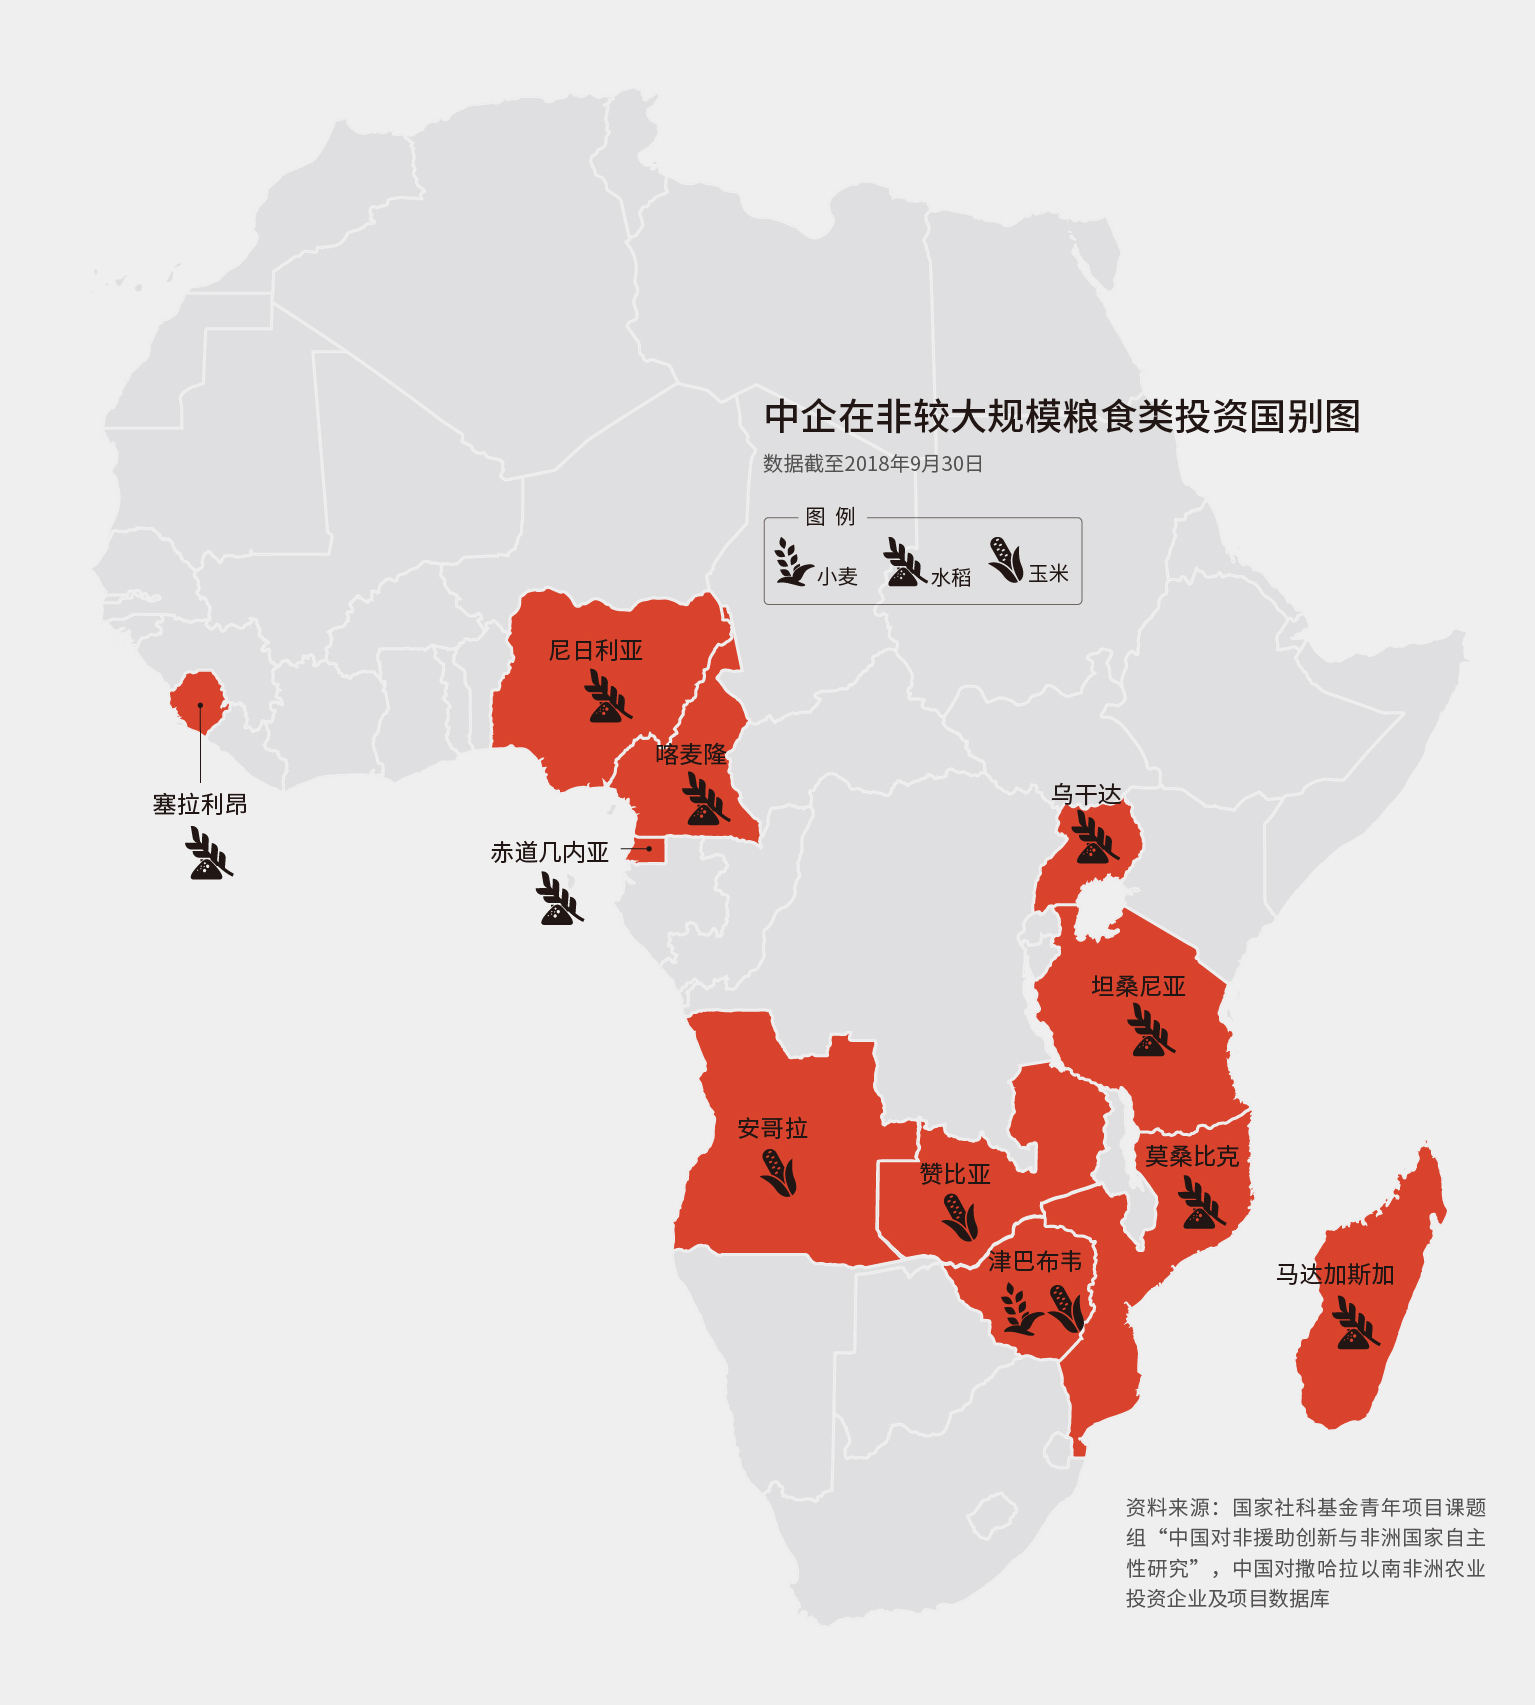 中企在非较大规模粮食类投资国别图
数据截至2018年9月30日
图 例
小麦
水稻
玉米
尼日利亚
喀麦隆
塞拉利昂
赤道几内亚
乌干达
坦桑尼亚
安哥拉
莫桑比克
赞比亚
津巴布韦
马达加斯加
资料来源：国家社科基金青年项目课题
组“中国对非援助创新与非洲国家自主
性研究”，中国对撒哈拉以南非洲农业
投资企业及项目数据库